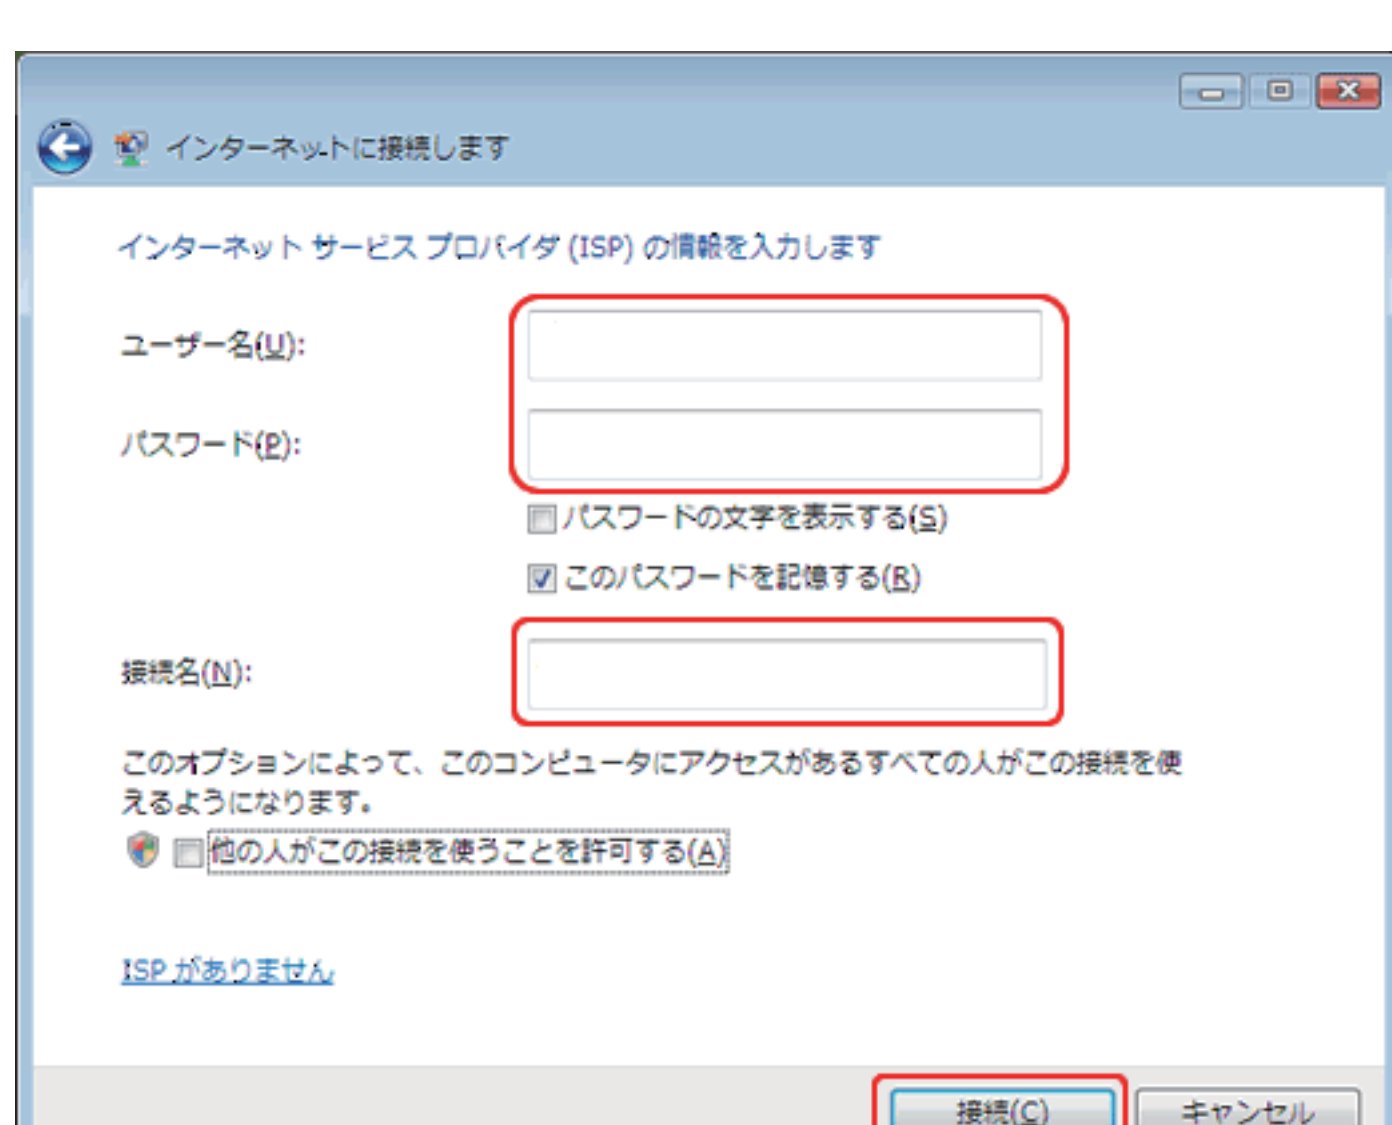 インターネットに接続します
インターネット サービス プロバイダ (ISP) の情報を入力します
ユーザー名(U):
パスワード(P):
パスワードの文字を表示する(S)
このパスワードを記憶する(R)
接続名(N):
このオプションによって、このコンピュータにアクセスがあるすべての人がこの接続を使
えるようになります。
他の人がこの接続を使うことを許可する(A)
ISP がありません
接続(C)
キャンセル